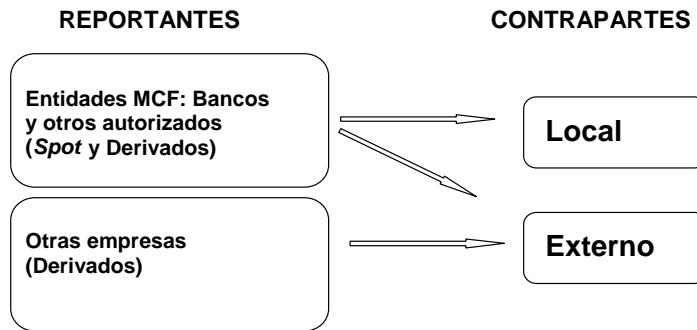 REPORTANTES
CONTRAPARTES
Entidades MCF: Bancos
y otros autorizados
(Spot y Derivados)
Local
Otras empresas
(Derivados)
Externo